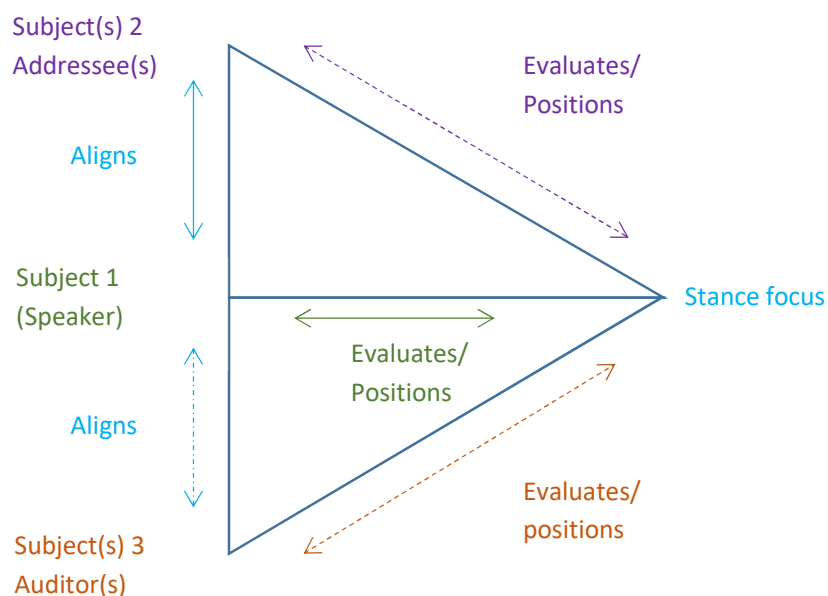 Subject(s) 2
Addressee(s)
Evaluates/
Positions
Aligns
Subject 1
(Speaker)
Stance focus
Evaluates/
Positions
Aligns
Evaluates/
positions
Subject(s) 3
Auditor(s)